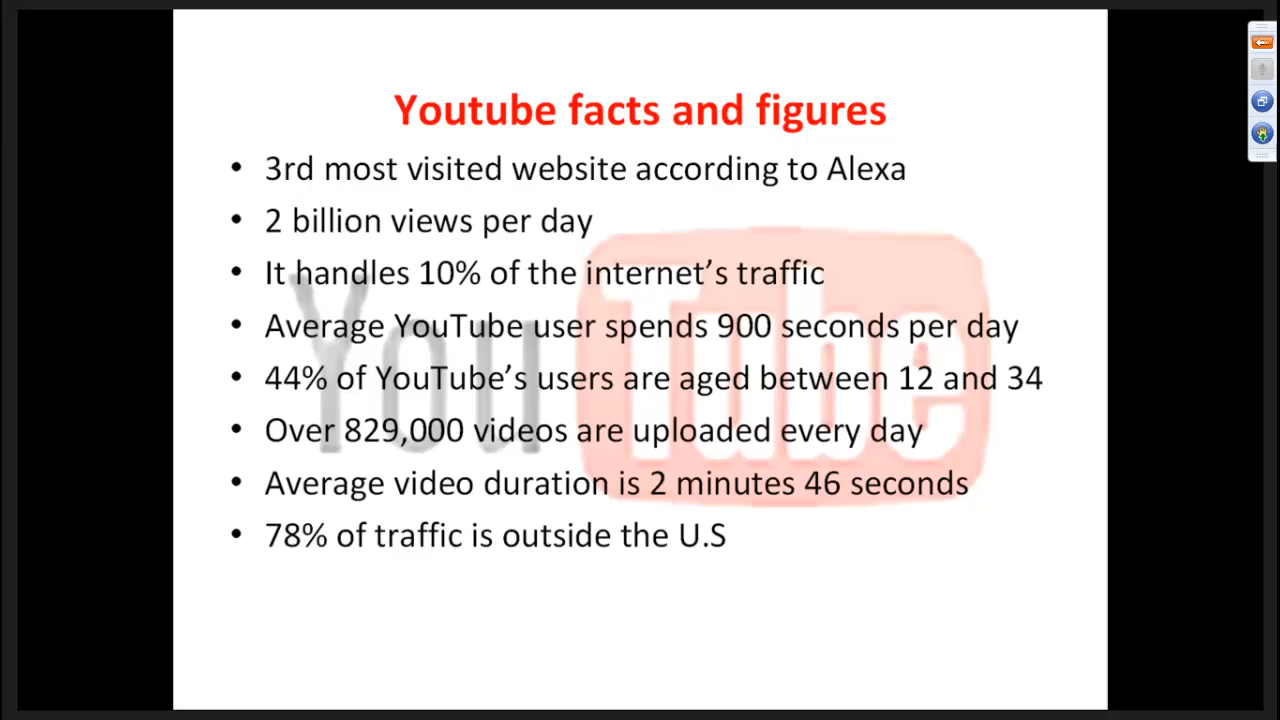 Youtube facts and figures
• 3rd most visited website according to Alexa
• 2 billion views per day
• It handles 10% of the internet’s traffic
• Average YouTube user spends 900 seconds per day
• 44% of YouTube’s users are aged between 12 and 34
• Over 829,000 videos are uploaded every day
• Average video duration is 2 minutes 46 seconds
• 78% of traffic is outside the U.S
You Tube